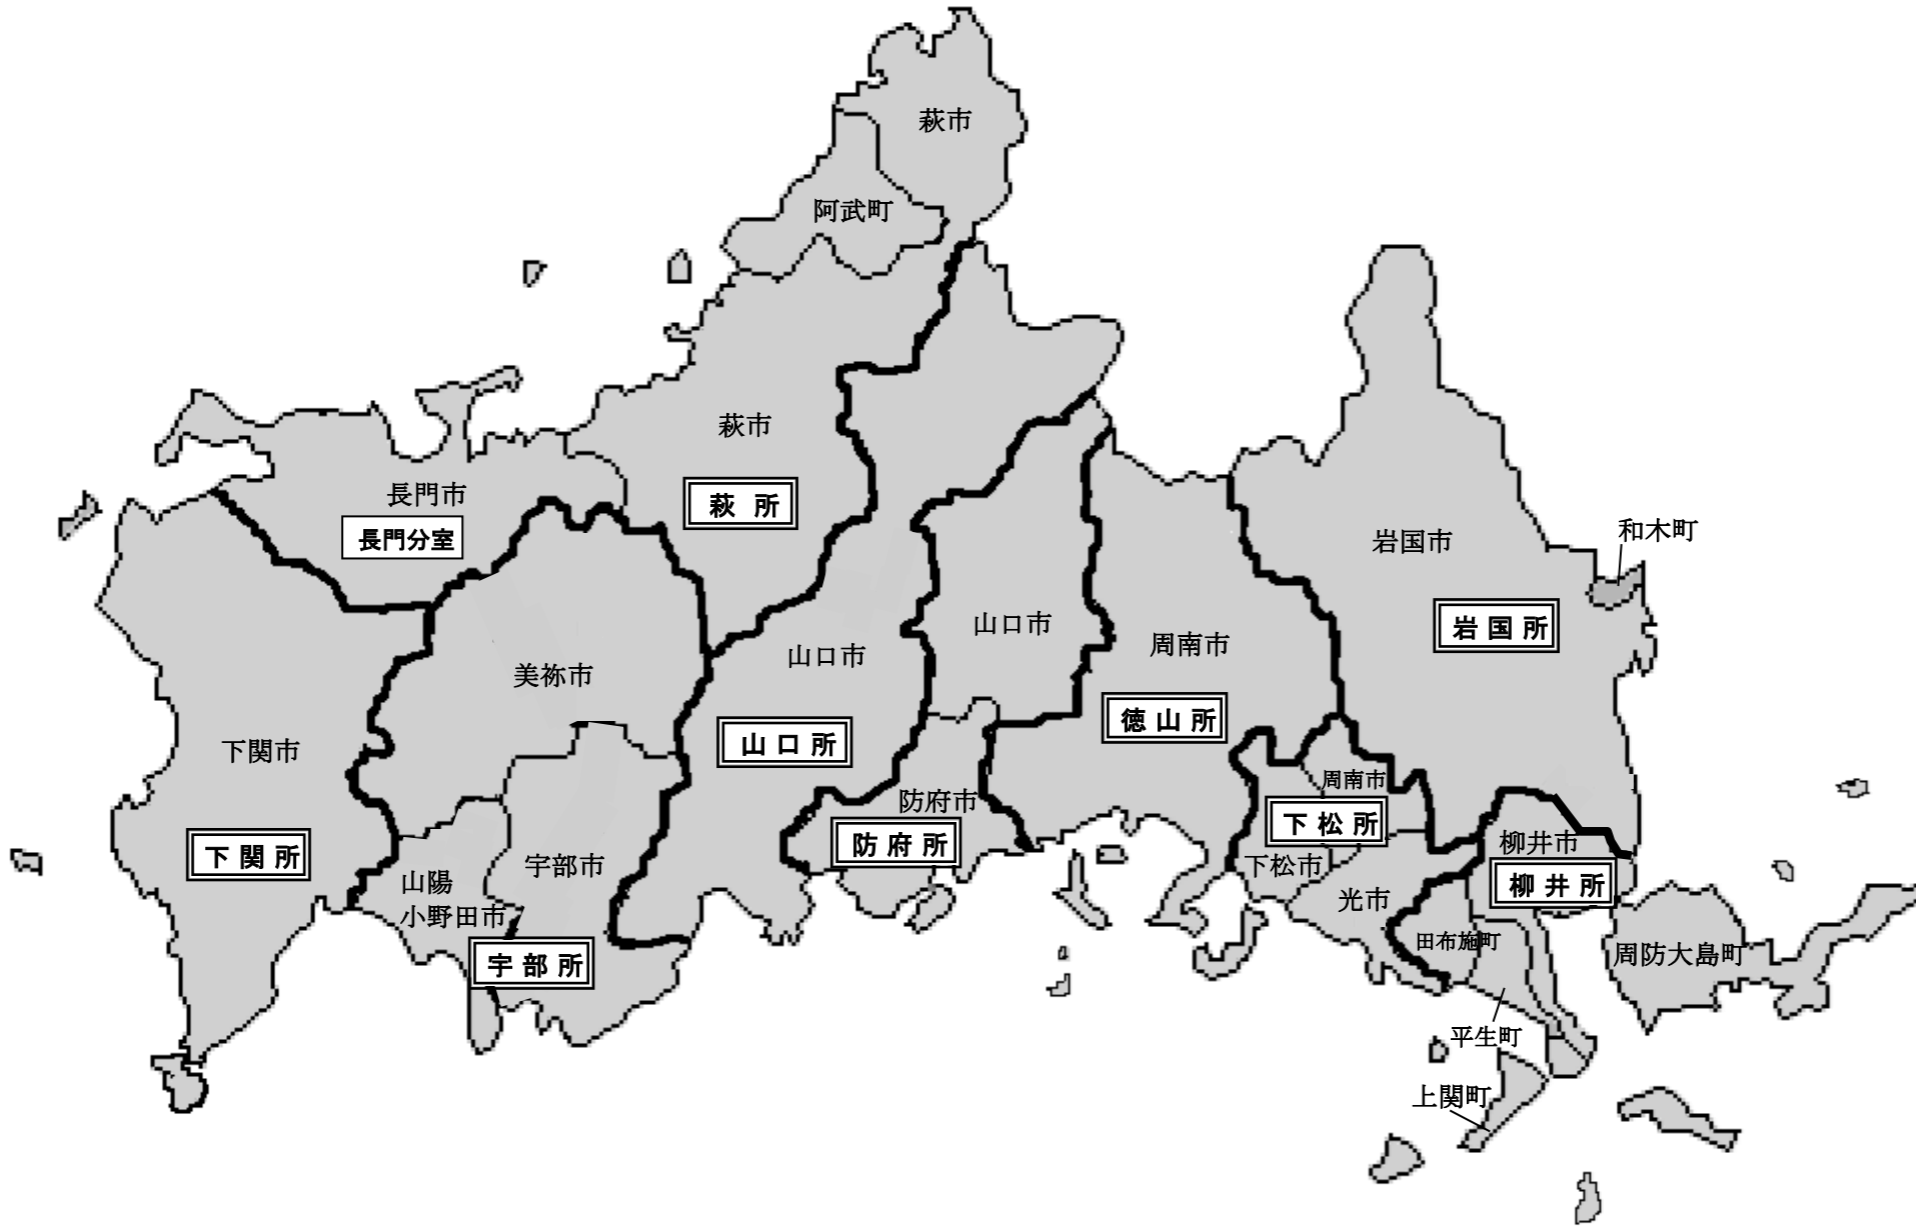 萩市
阿武町
萩市
萩所
長門市
長門分室
岩国市
和木町
岩国所
山口市
周南市
徳山所
山口市
山口所
美祢市
下関市
下関所
周南市
下松所
防府市
防府所
柳井市
柳井所
下松市
光市
宇部市
山陽
小野田市
宇部所
田布施町
周防大島町
平生町
上関町